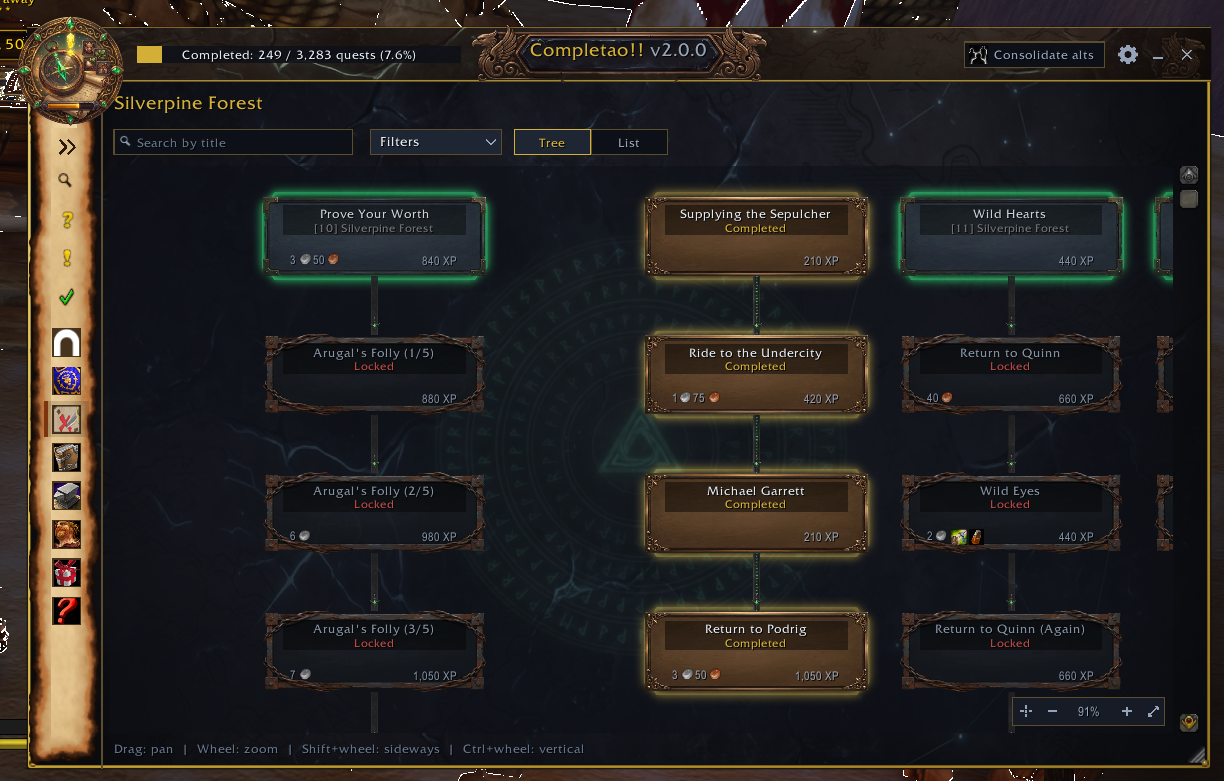 away
.50
Completed: 249 / 3,283 quests (7.6%)
Completao!! v2.0.0
Consolidate alts
Silverpine Forest
Search by title
Filters
Tree
List
Prove Your Worth
[10] Silverpine Forest
3 50 840 XP
Supplying the Sepulcher
Completed
210 XP
Wild Hearts
[11] Silverpine Forest
440 XP
Arugal's Folly (1/5)
Locked
880 XP
Ride to the Undercity
Completed
1 75 420 XP
Return to Quinn
Locked
40 660 XP
Arugal's Folly (2/5)
Locked
6 980 XP
Michael Garrett
Completed
210 XP
Wild Eyes
Locked
2 440 XP
Arugal's Folly (3/5)
Locked
7 1,050 XP
Return to Podrig
Completed
3 50 1,050 XP
Return to Quinn (Again)
Locked
660 XP
91%
Drag: pan | Wheel: zoom | Shift+wheel: sideways | Ctrl+wheel: vertical